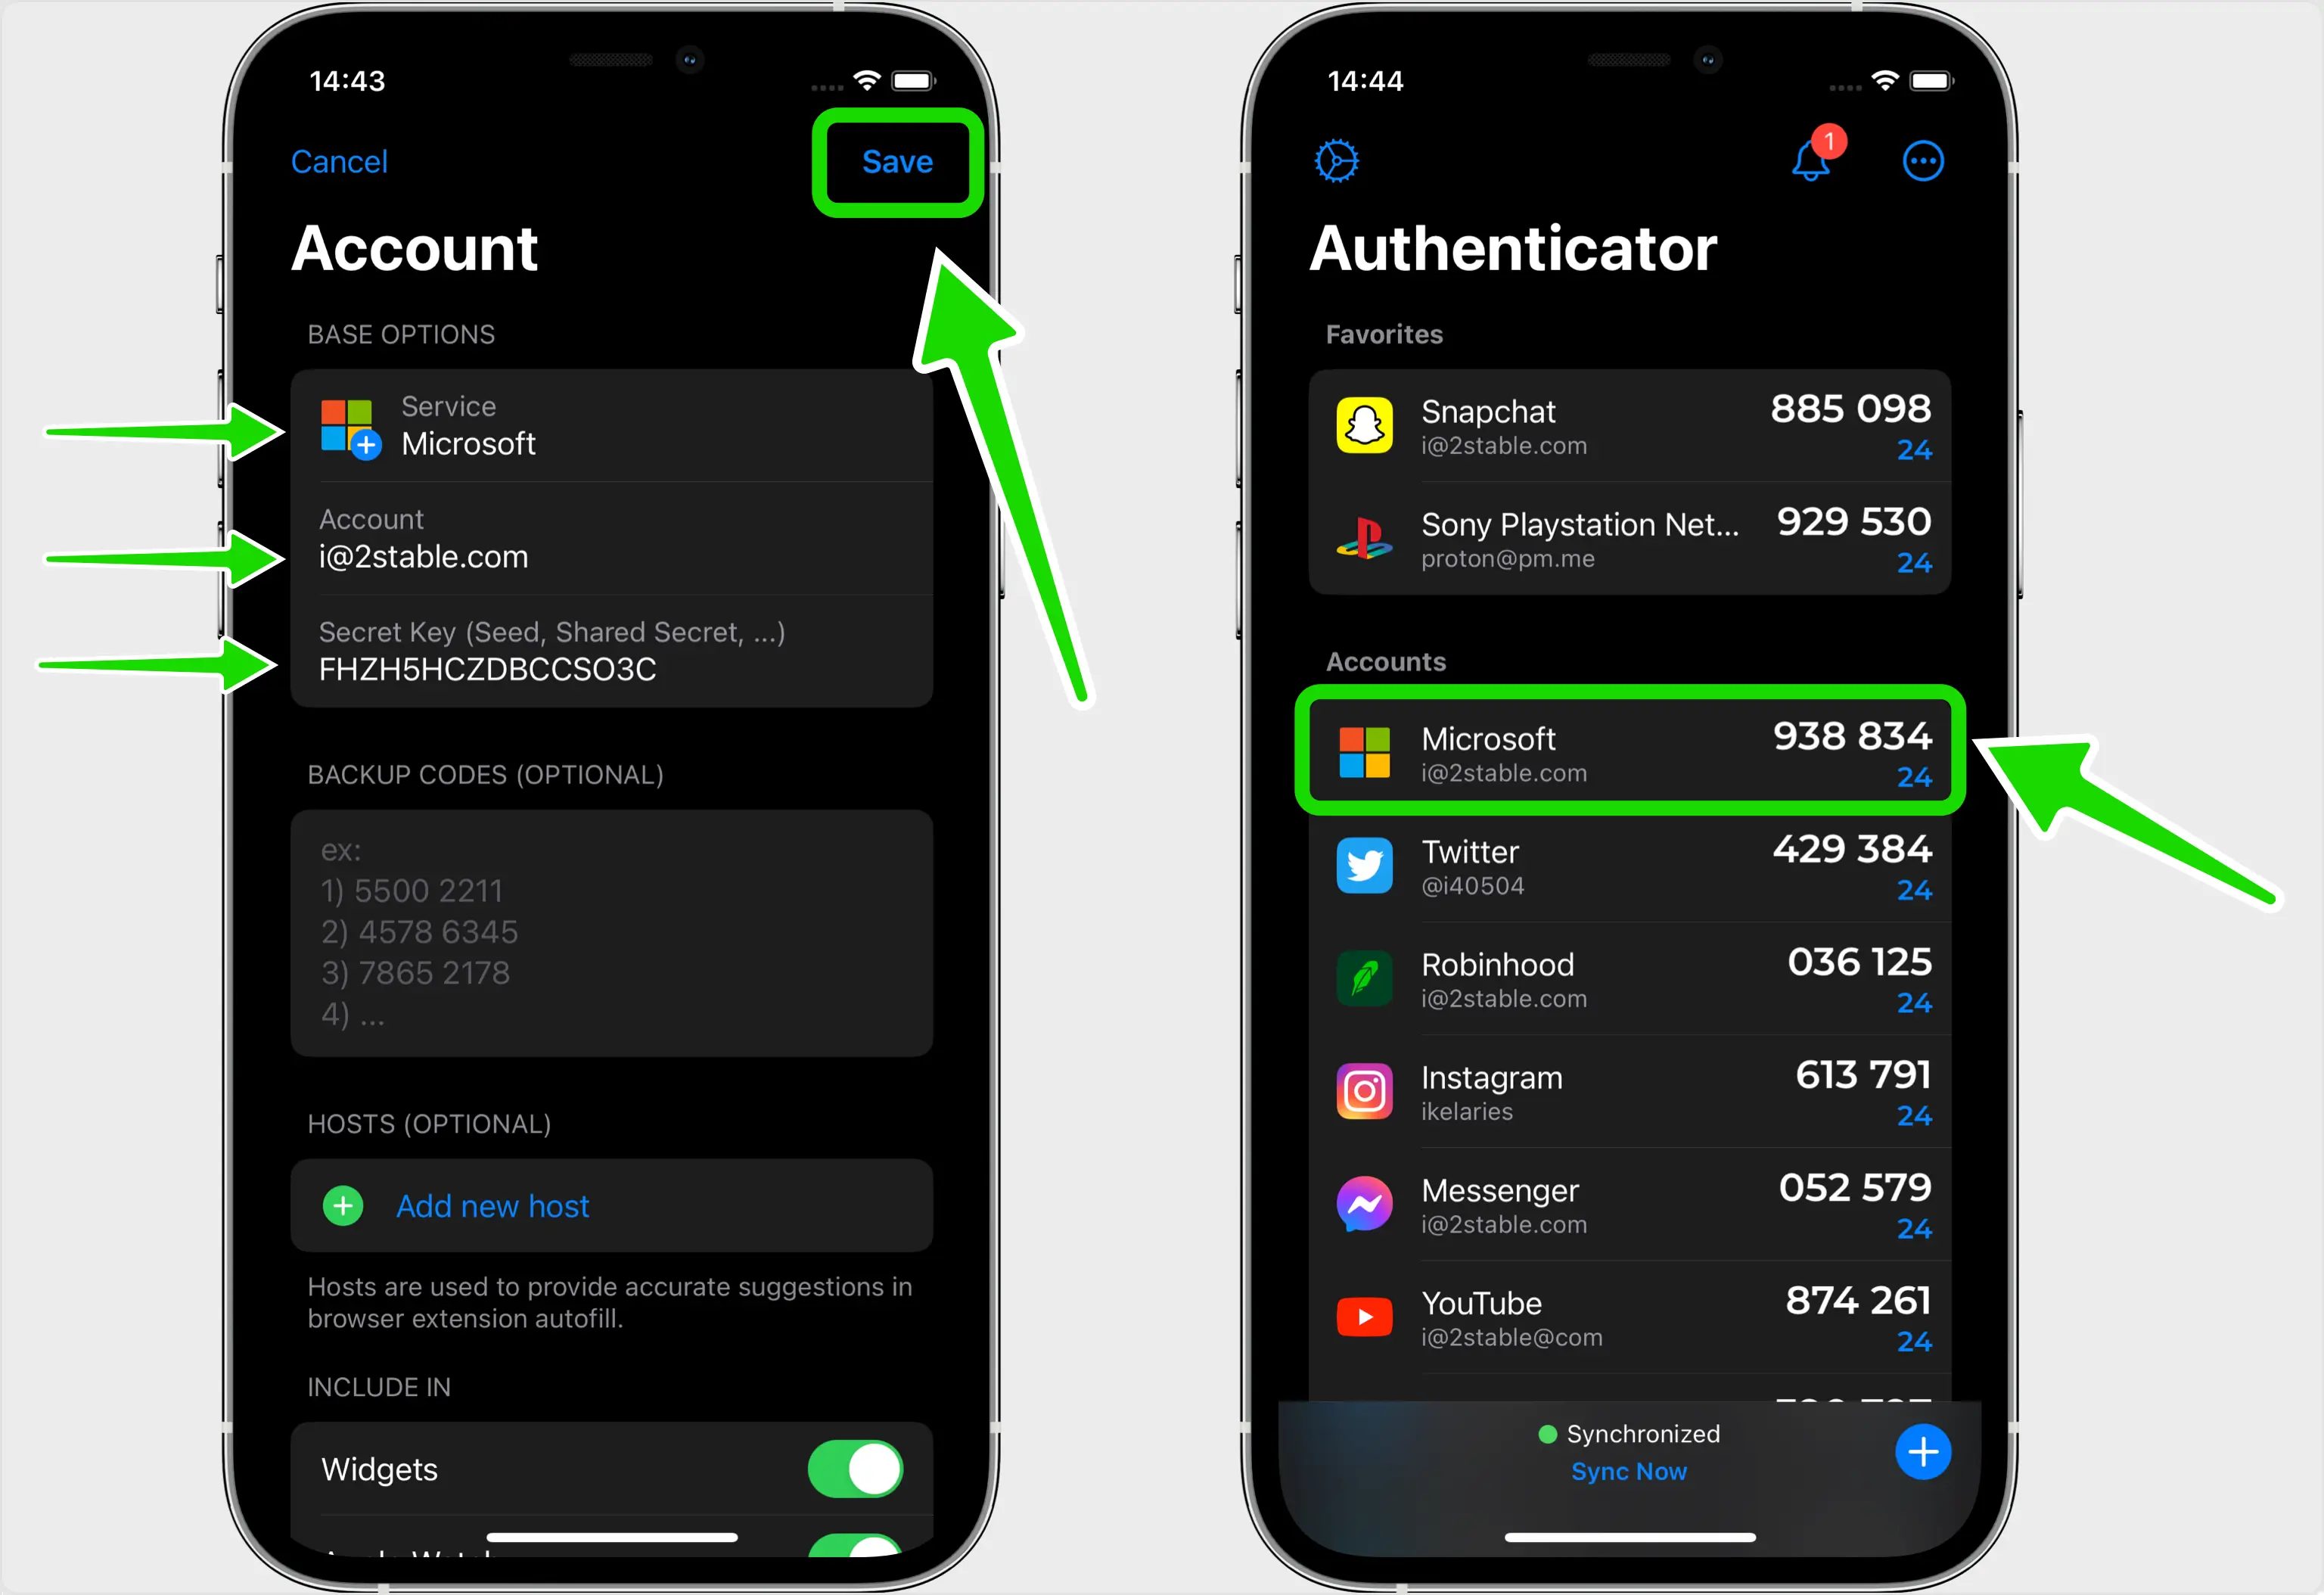 14:43
Cancel
Save
Account
BASE OPTIONS
Service
Microsoft
Account
i@2stable.com
Secret Key (Seed, Shared Secret, ...)
FHZH5HCZDBCCSO3C
BACKUP CODES (OPTIONAL)
ex:
1) 5500 2211
2) 4578 6345
3) 7865 2178
4) ...
HOSTS (OPTIONAL)
Add new host
Hosts are used to provide accurate suggestions in
browser extension autofill.
INCLUDE IN
Widgets
14:44
1
Authenticator
Favorites
Snapchat 885 098
i@2stable.com 24
Sony Playstation Net... 929 530
proton@pm.me 24
Accounts
Microsoft 938 834
i@2stable.com 24
Twitter 429 384
@i40504 24
Robinhood 036 125
i@2stable.com 24
Instagram 613 791
ikelaries 24
Messenger 052 579
i@2stable.com 24
YouTube 874 261
i@2stable@com 24
Synchronized
Sync Now